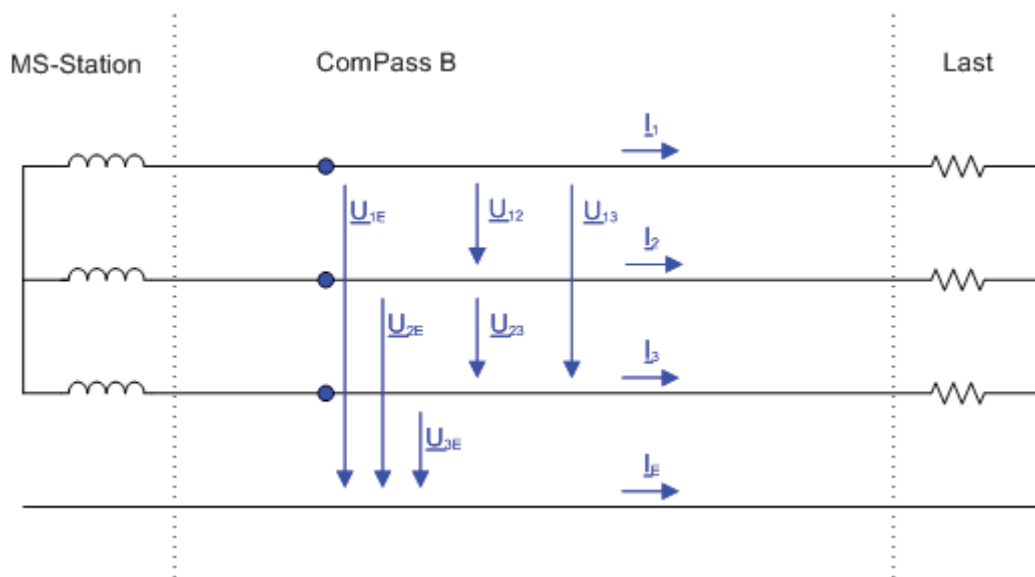 MS-Station
ComPass B
Last
I1
U1E
U12
U13
I2
U2E
U23
I3
U3E
IE